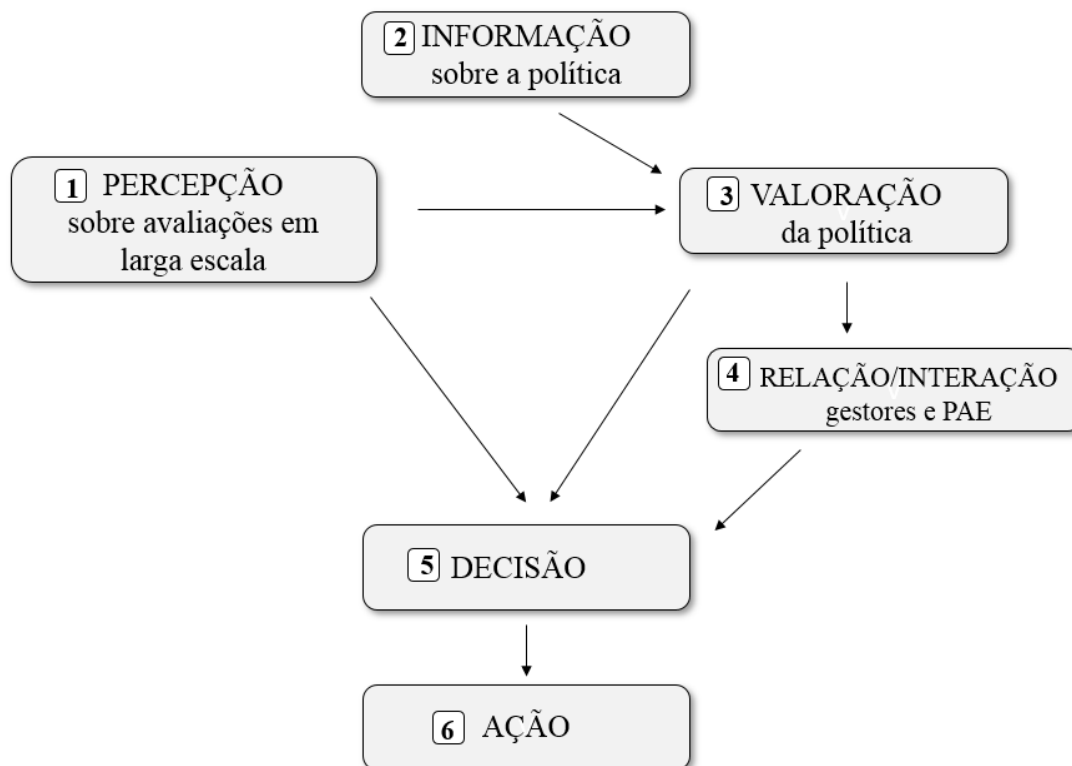 2 INFORMAÇÃO
sobre a política
1 PERCEPÇÃO
sobre avaliações em
larga escala
3 VALORAÇÃO
da política
4 RELAÇÃO/INTERAÇÃO
gestores e PAE
5 DECISÃO
6 AÇÃO